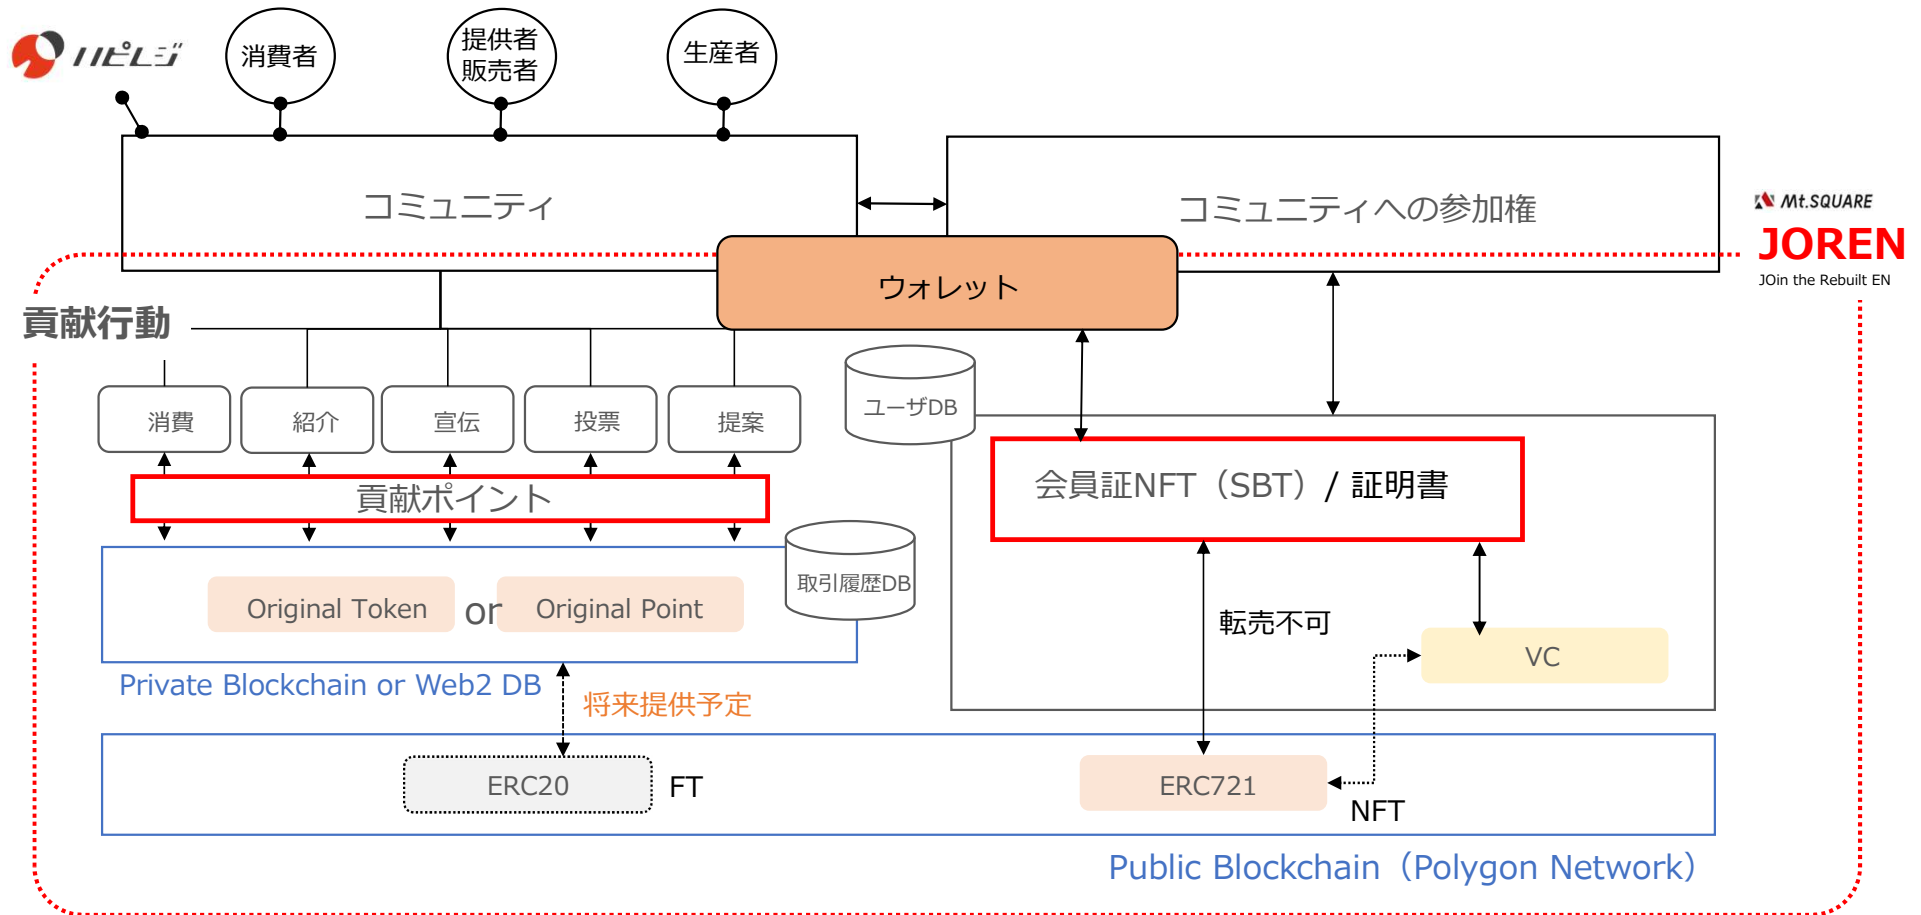 ハピレジ
消費者
提供者
販売者
生産者
コミュニティ
コミュニティへの参加権
Mt.SQUARE
JOREN
JOin the Rebuilt EN
ウォレット
貢献行動
消費
紹介
宣伝
投票
提案
ユーザDB
貢献ポイント
会員証NFT（SBT）/ 証明書
取引履歴DB
Original Token
or
Original Point
転売不可
VC
Private Blockchain or Web2 DB
将来提供予定
ERC20
FT
ERC721
NFT
Public Blockchain（Polygon Network）